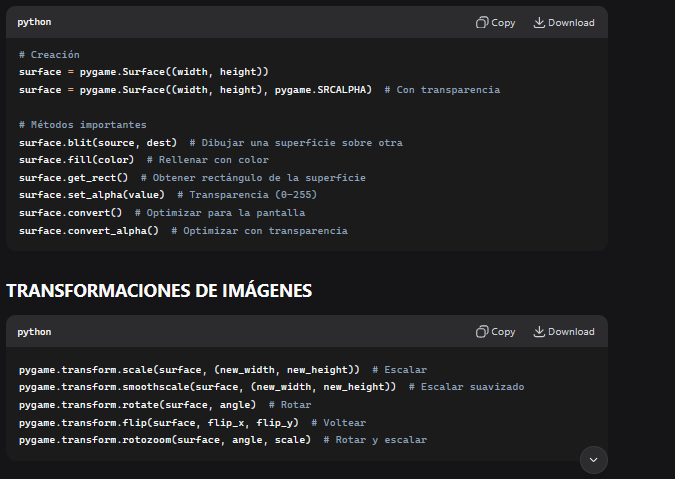 python
Copy
Download
# Creación
surface = pygame.Surface((width, height))
surface = pygame.Surface((width, height), pygame.SRCALPHA)  # Con transparencia
# Métodos importantes
surface.blit(source, dest)  # Dibujar una superficie sobre otra
surface.fill(color)  # Rellenar con color
surface.get_rect()  # Obtener rectángulo de la superficie
surface.set_alpha(value)  # Transparencia (0-255)
surface.convert()  # Optimizar para la pantalla
surface.convert_alpha()  # Optimizar con transparencia
TRANSFORMACIONES DE IMÁGENES
python
Copy
Download
pygame.transform.scale(surface, (new_width, new_height))  # Escalar
pygame.transform.smoothscale(surface, (new_width, new_height))  # Escalar suavizado
pygame.transform.rotate(surface, angle)  # Rotar
pygame.transform.flip(surface, flip_x, flip_y)  # Voltear
pygame.transform.rotozoom(surface, angle, scale)  # Rotar y escalar